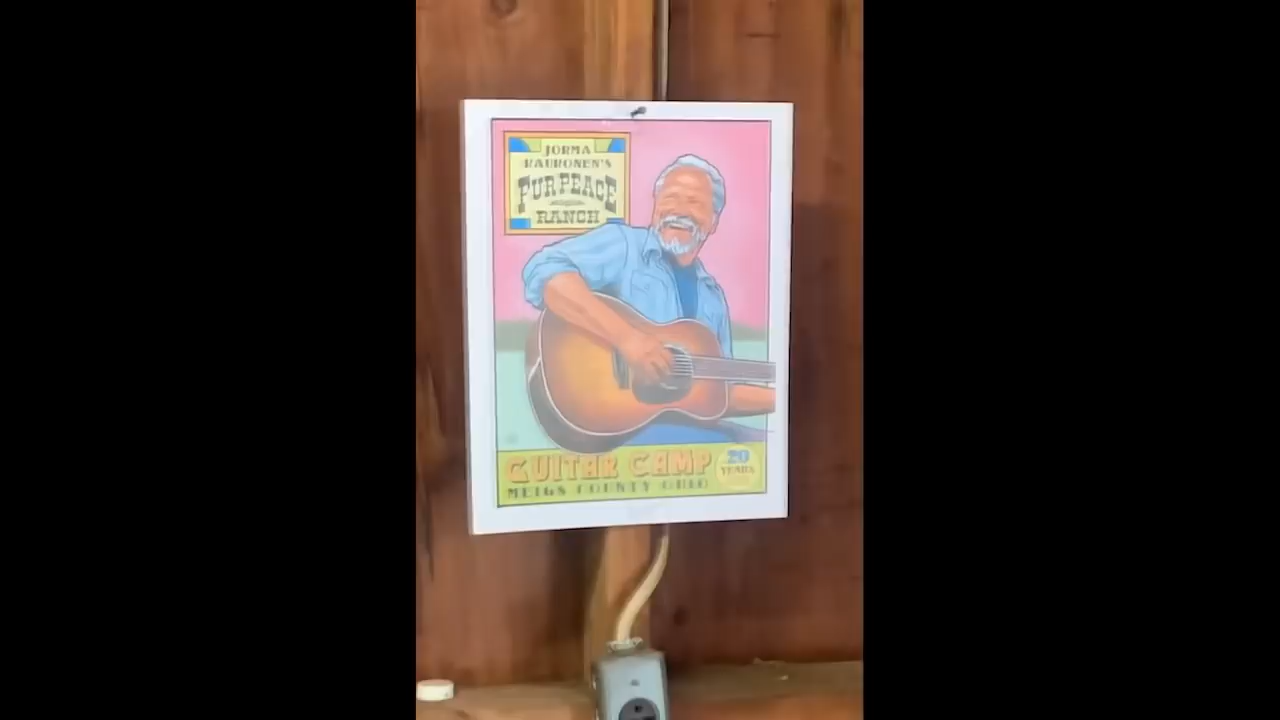 JORMA
KAUKONEN'S
FUR PEACE
RANCH
GUITAR CAMP
MEIGS COUNTY OHIO
20
YEARS